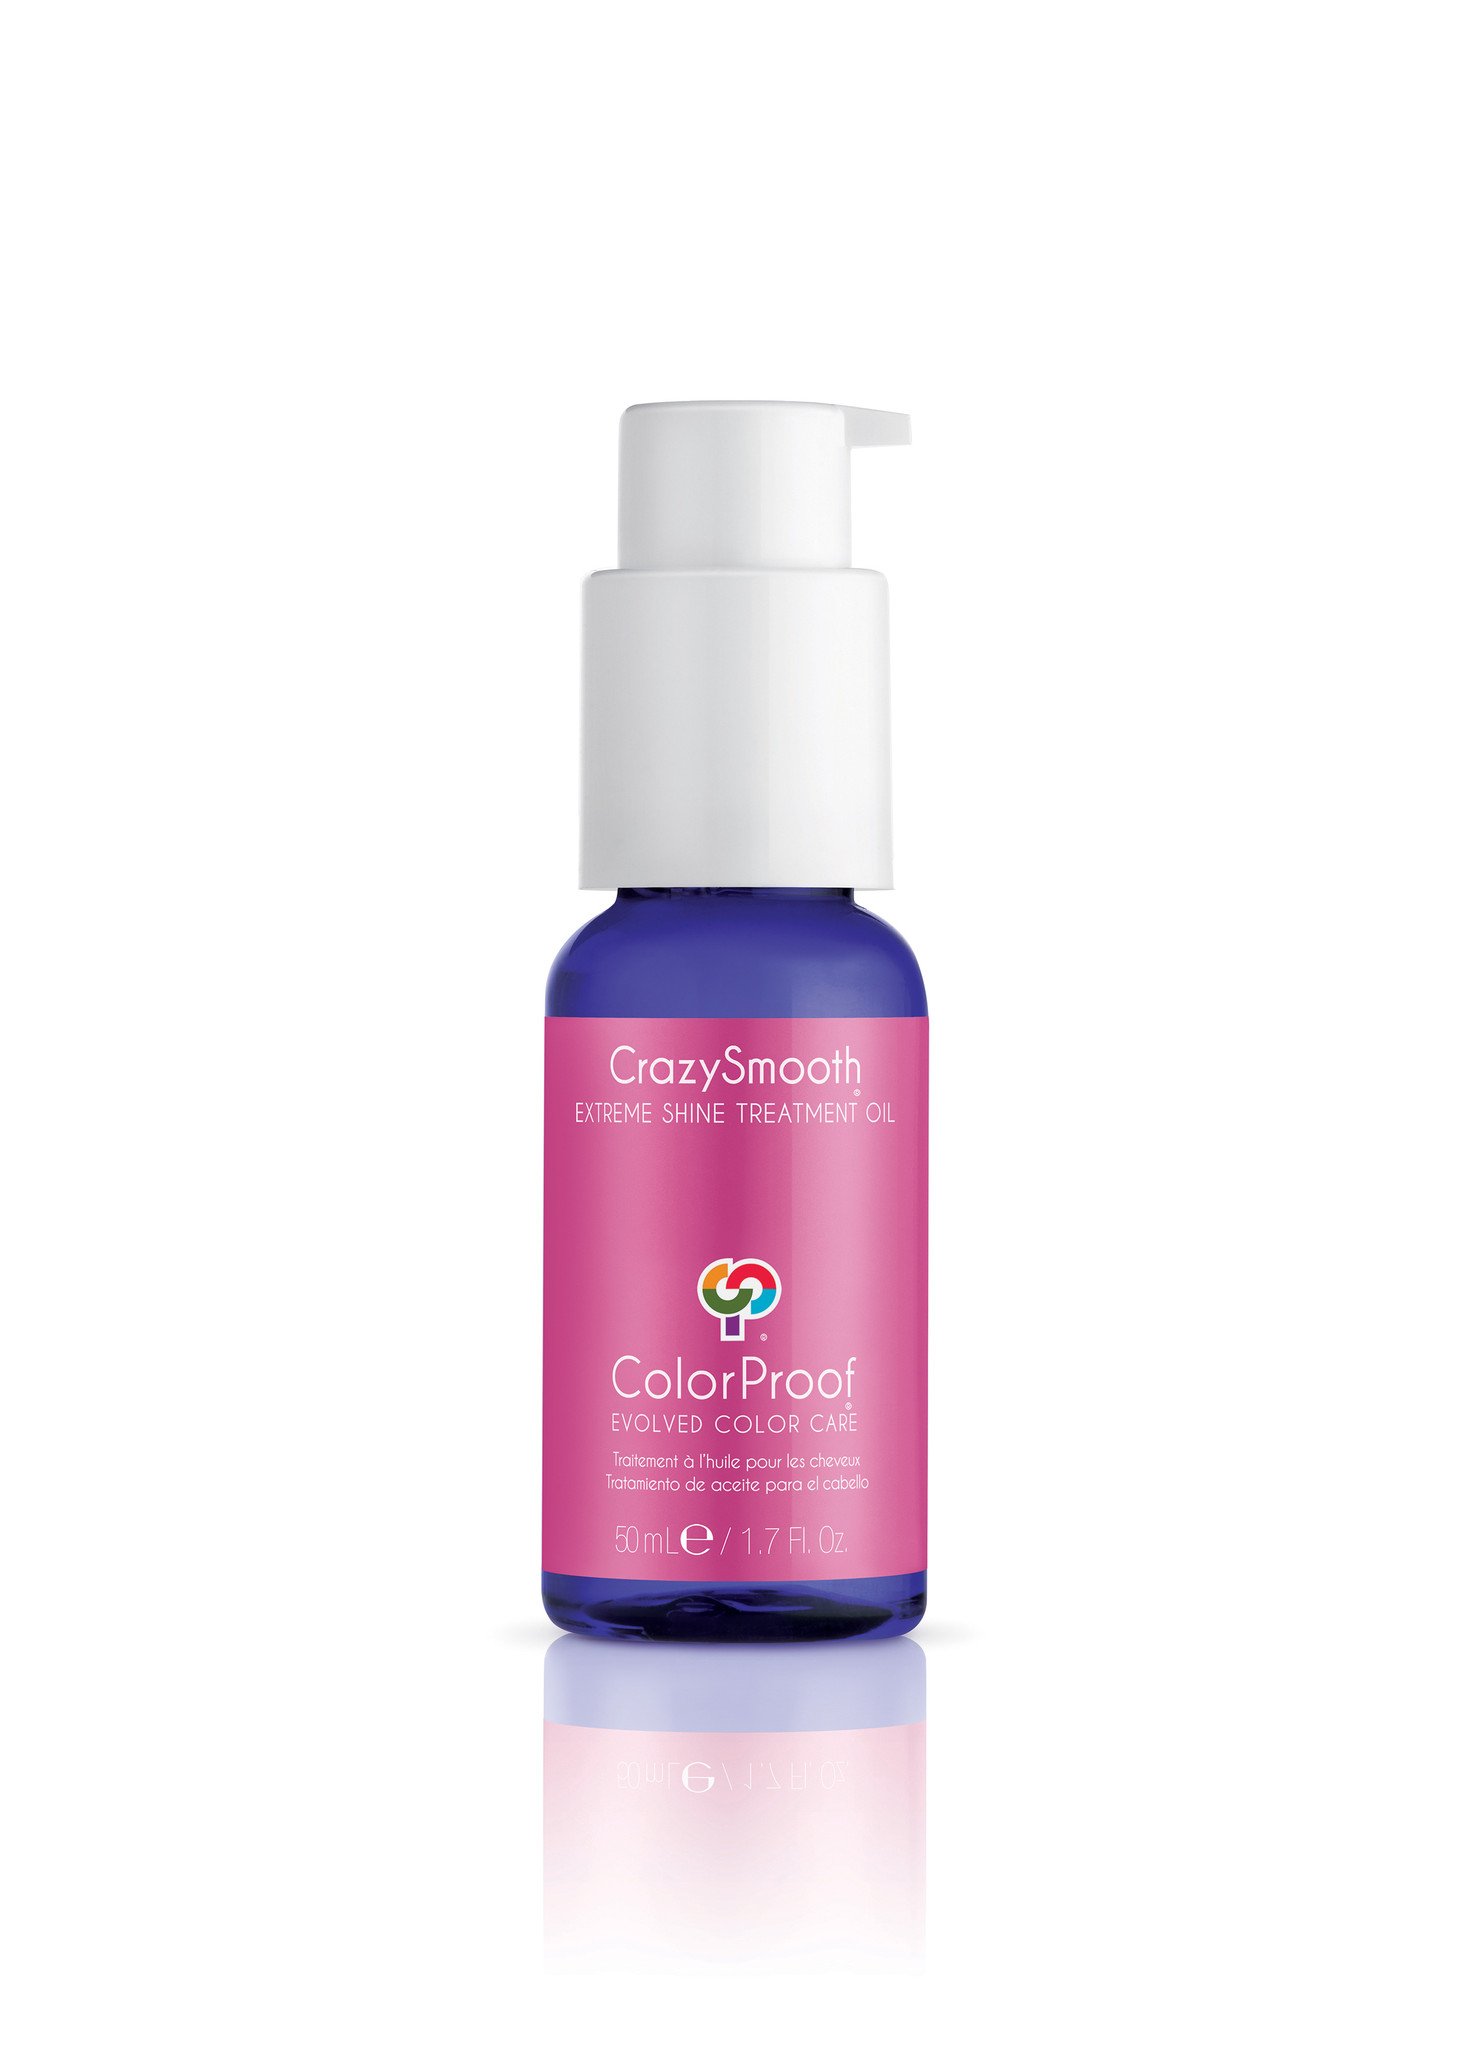 CrazySmooth©
EXTREME SHINE TREATMENT OIL
©
ColorProof©
EVOLVED COLOR CARE
Traitement à l'huile pour les cheveux
Tratamiento de aceite para el cabello
50 mL ℮ / 1.7 Fl. Oz.